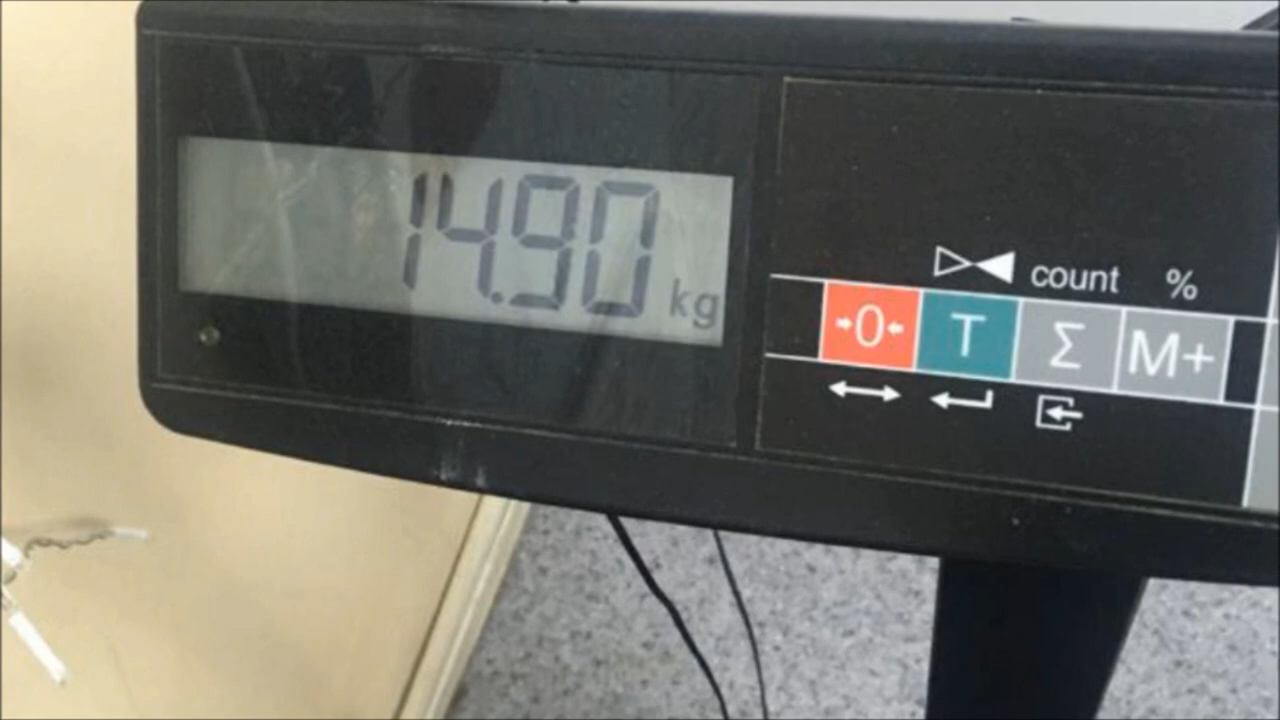 14.90 kg
count %
0 T Σ M+